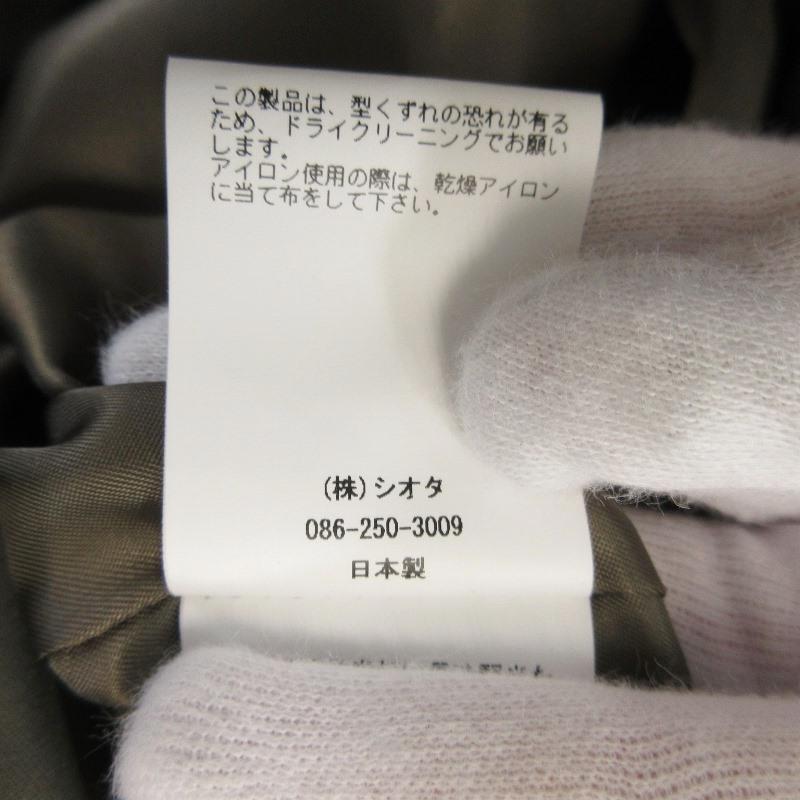 この製品は、型くずれの恐れが有る
ため、ドライクリーニングでお願い
します。
アイロン使用の際は、乾燥アイロン
に当て布をして下さい。
(株)シオタ
086-250-3009
日本製